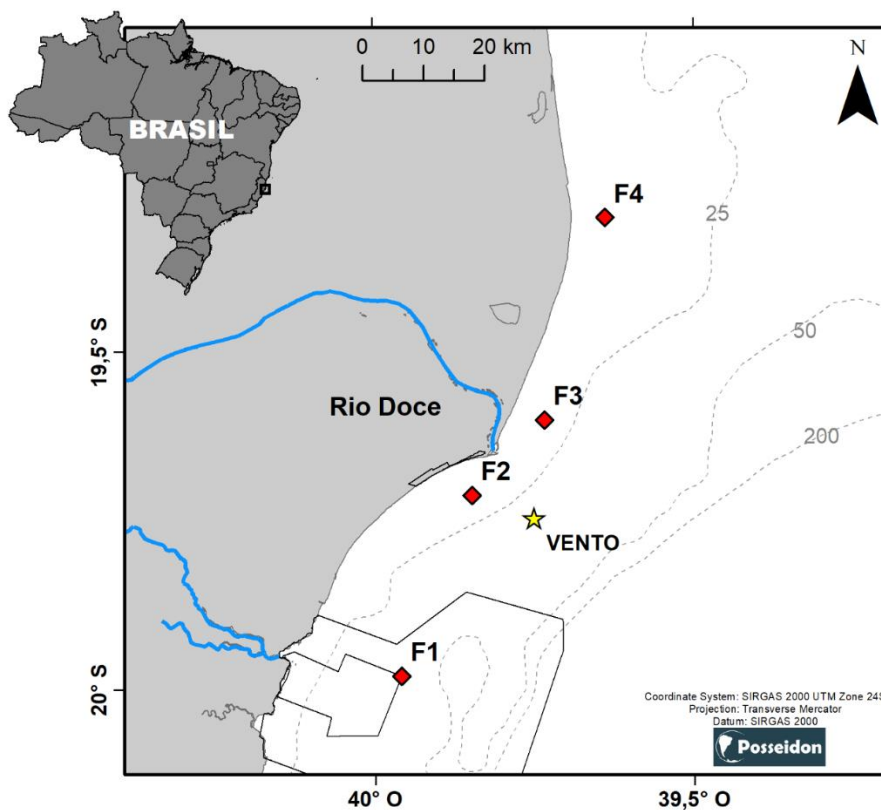 0 10 20 km
N
BRASIL
F4
25
50
19,5° S
Rio Doce
F3
200
F2
VENTO
F1
20° S
Coordinate System: SIRGAS 2000 UTM Zone 24S
Projection: Transverse Mercator
Datum: SIRGAS 2000
Posseidon
40° O
39,5° O